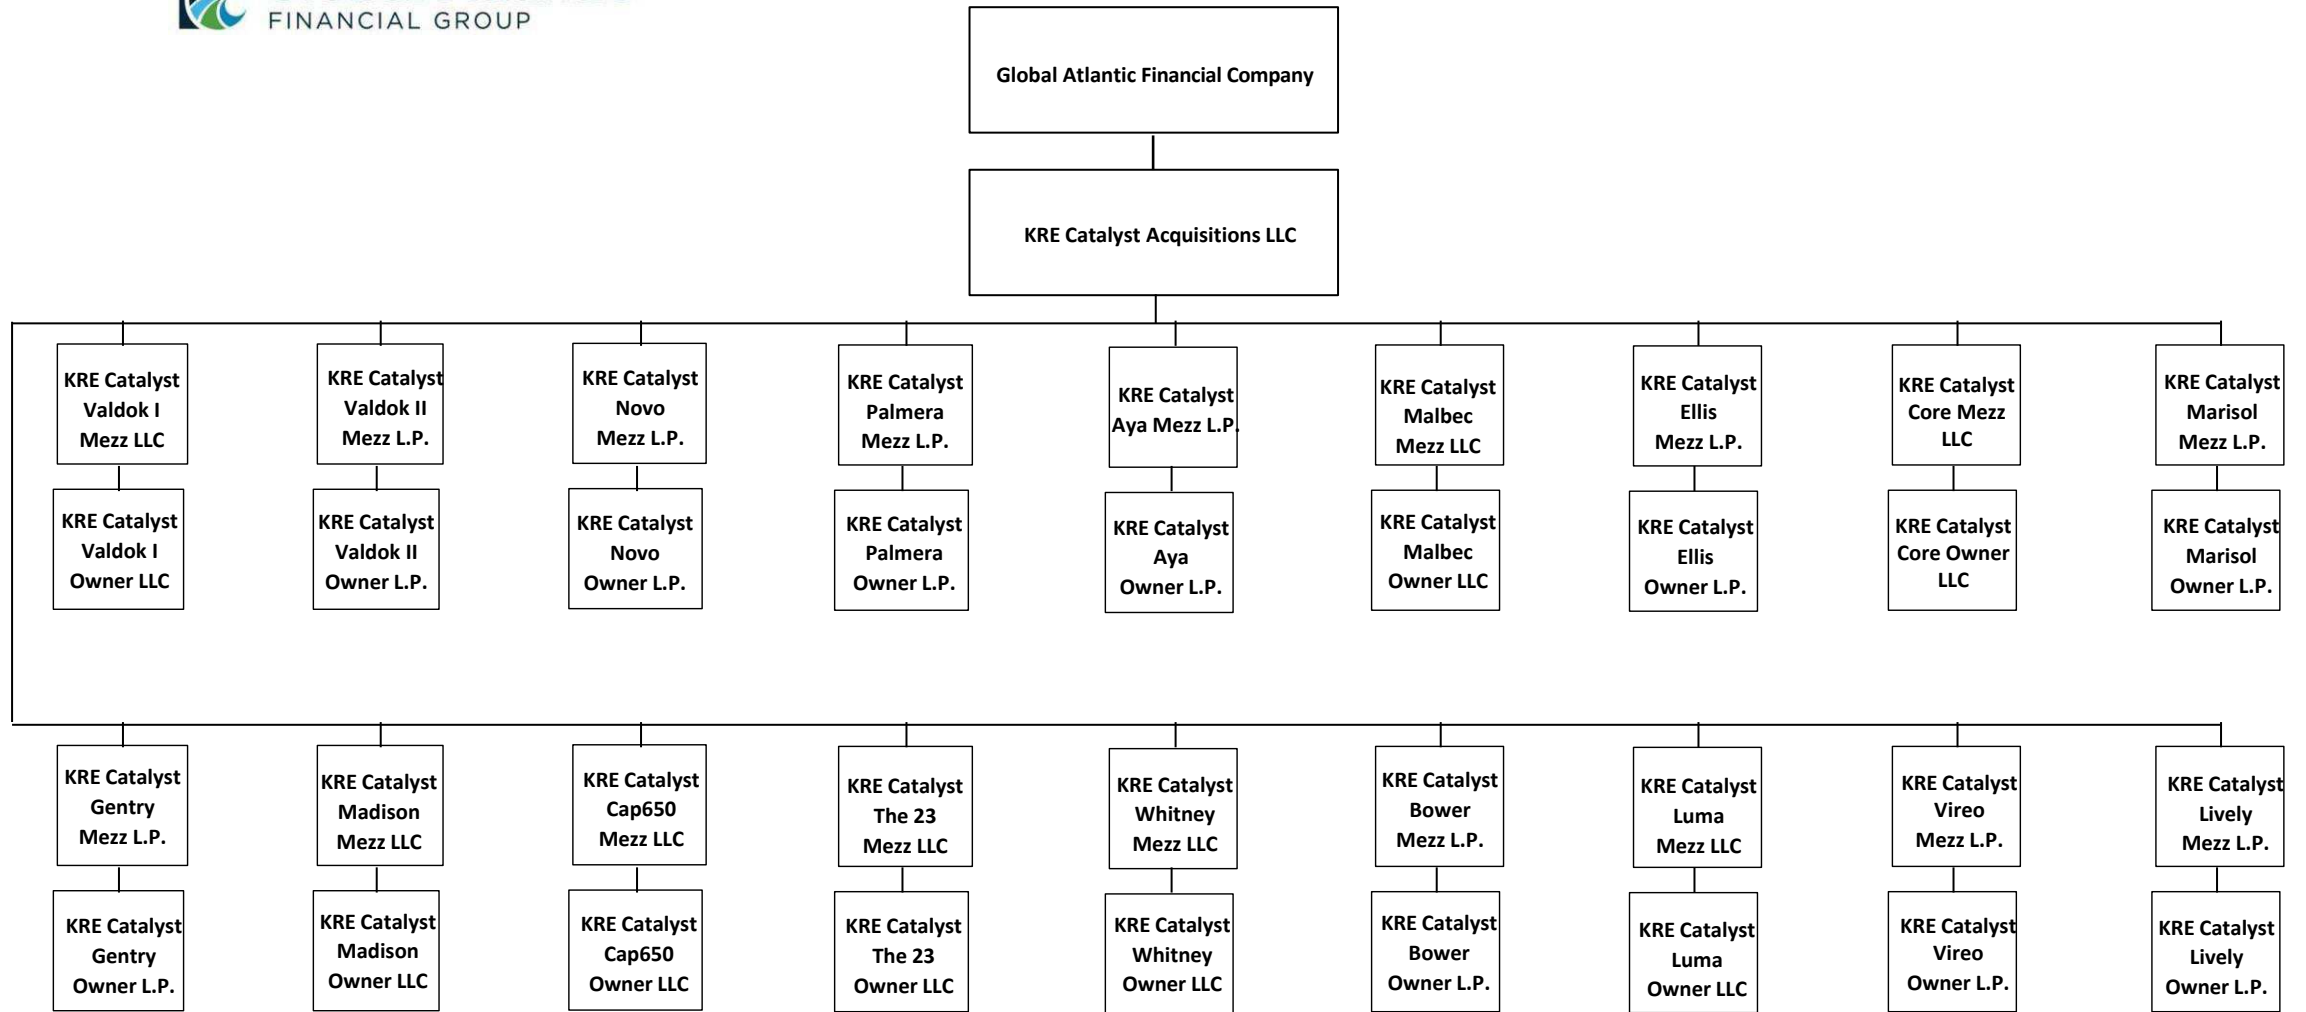 FINANCIAL GROUP
Global Atlantic Financial Company
KRE Catalyst Acquisitions LLC
KRE Catalyst
Valdok I
Mezz LLC
KRE Catalyst
Valdok II
Mezz L.P.
KRE Catalyst
Novo
Mezz L.P.
KRE Catalyst
Palmera
Mezz L.P.
KRE Catalyst
Aya Mezz L.P.
KRE Catalyst
Malbec
Mezz LLC
KRE Catalyst
Ellis
Mezz L.P.
KRE Catalyst
Core Mezz
LLC
KRE Catalyst
Marisol
Mezz L.P.
KRE Catalyst
Valdok I
Owner LLC
KRE Catalyst
Valdok II
Owner L.P.
KRE Catalyst
Novo
Owner L.P.
KRE Catalyst
Palmera
Owner L.P.
KRE Catalyst
Aya
Owner L.P.
KRE Catalyst
Malbec
Owner LLC
KRE Catalyst
Ellis
Owner L.P.
KRE Catalyst
Core Owner
LLC
KRE Catalyst
Marisol
Owner L.P.
KRE Catalyst
Gentry
Mezz L.P.
KRE Catalyst
Madison
Mezz LLC
KRE Catalyst
Cap650
Mezz LLC
KRE Catalyst
The 23
Mezz LLC
KRE Catalyst
Whitney
Mezz LLC
KRE Catalyst
Bower
Mezz L.P.
KRE Catalyst
Luma
Mezz LLC
KRE Catalyst
Vireo
Mezz L.P.
KRE Catalyst
Lively
Mezz L.P.
KRE Catalyst
Gentry
Owner L.P.
KRE Catalyst
Madison
Owner LLC
KRE Catalyst
Cap650
Owner LLC
KRE Catalyst
The 23
Owner LLC
KRE Catalyst
Whitney
Owner LLC
KRE Catalyst
Bower
Owner L.P.
KRE Catalyst
Luma
Owner LLC
KRE Catalyst
Vireo
Owner L.P.
KRE Catalyst
Lively
Owner L.P.